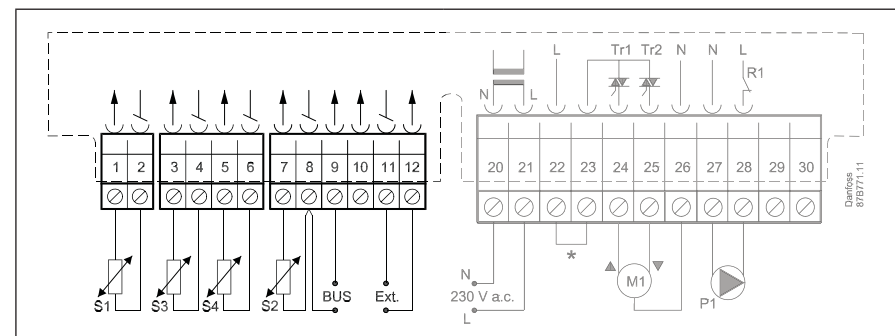 L Tr1 Tr2 N N L
R1
N L
1 2 3 4 5 6 7 8 9 10 11 12
20 21 22 23 24 25 26 27 28 29 30
Danfoss
87B771.11
*
S1 S3 S4 S2 BUS Ext.
N
230 V a.c.
L
M1
P1